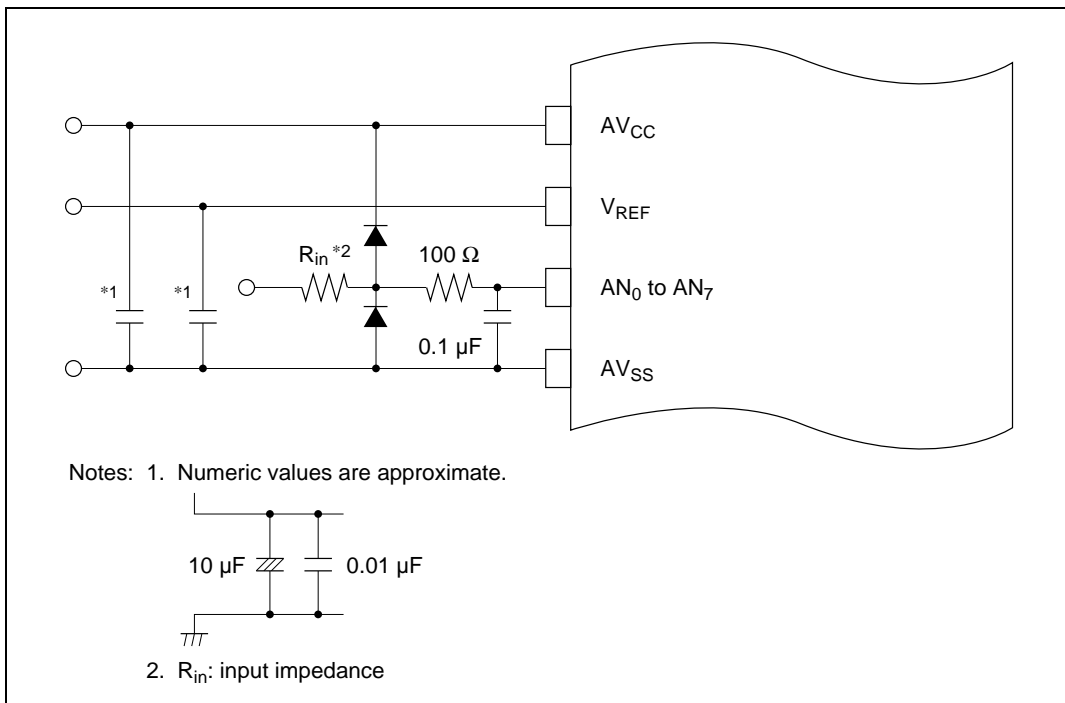 AVCC
VREF
Rin *2
100 Ω
*1
*1
AN0 to AN7
0.1 µF
AVSS
Notes: 1. Numeric values are approximate.
10 µF
0.01 µF
2. Rin: input impedance